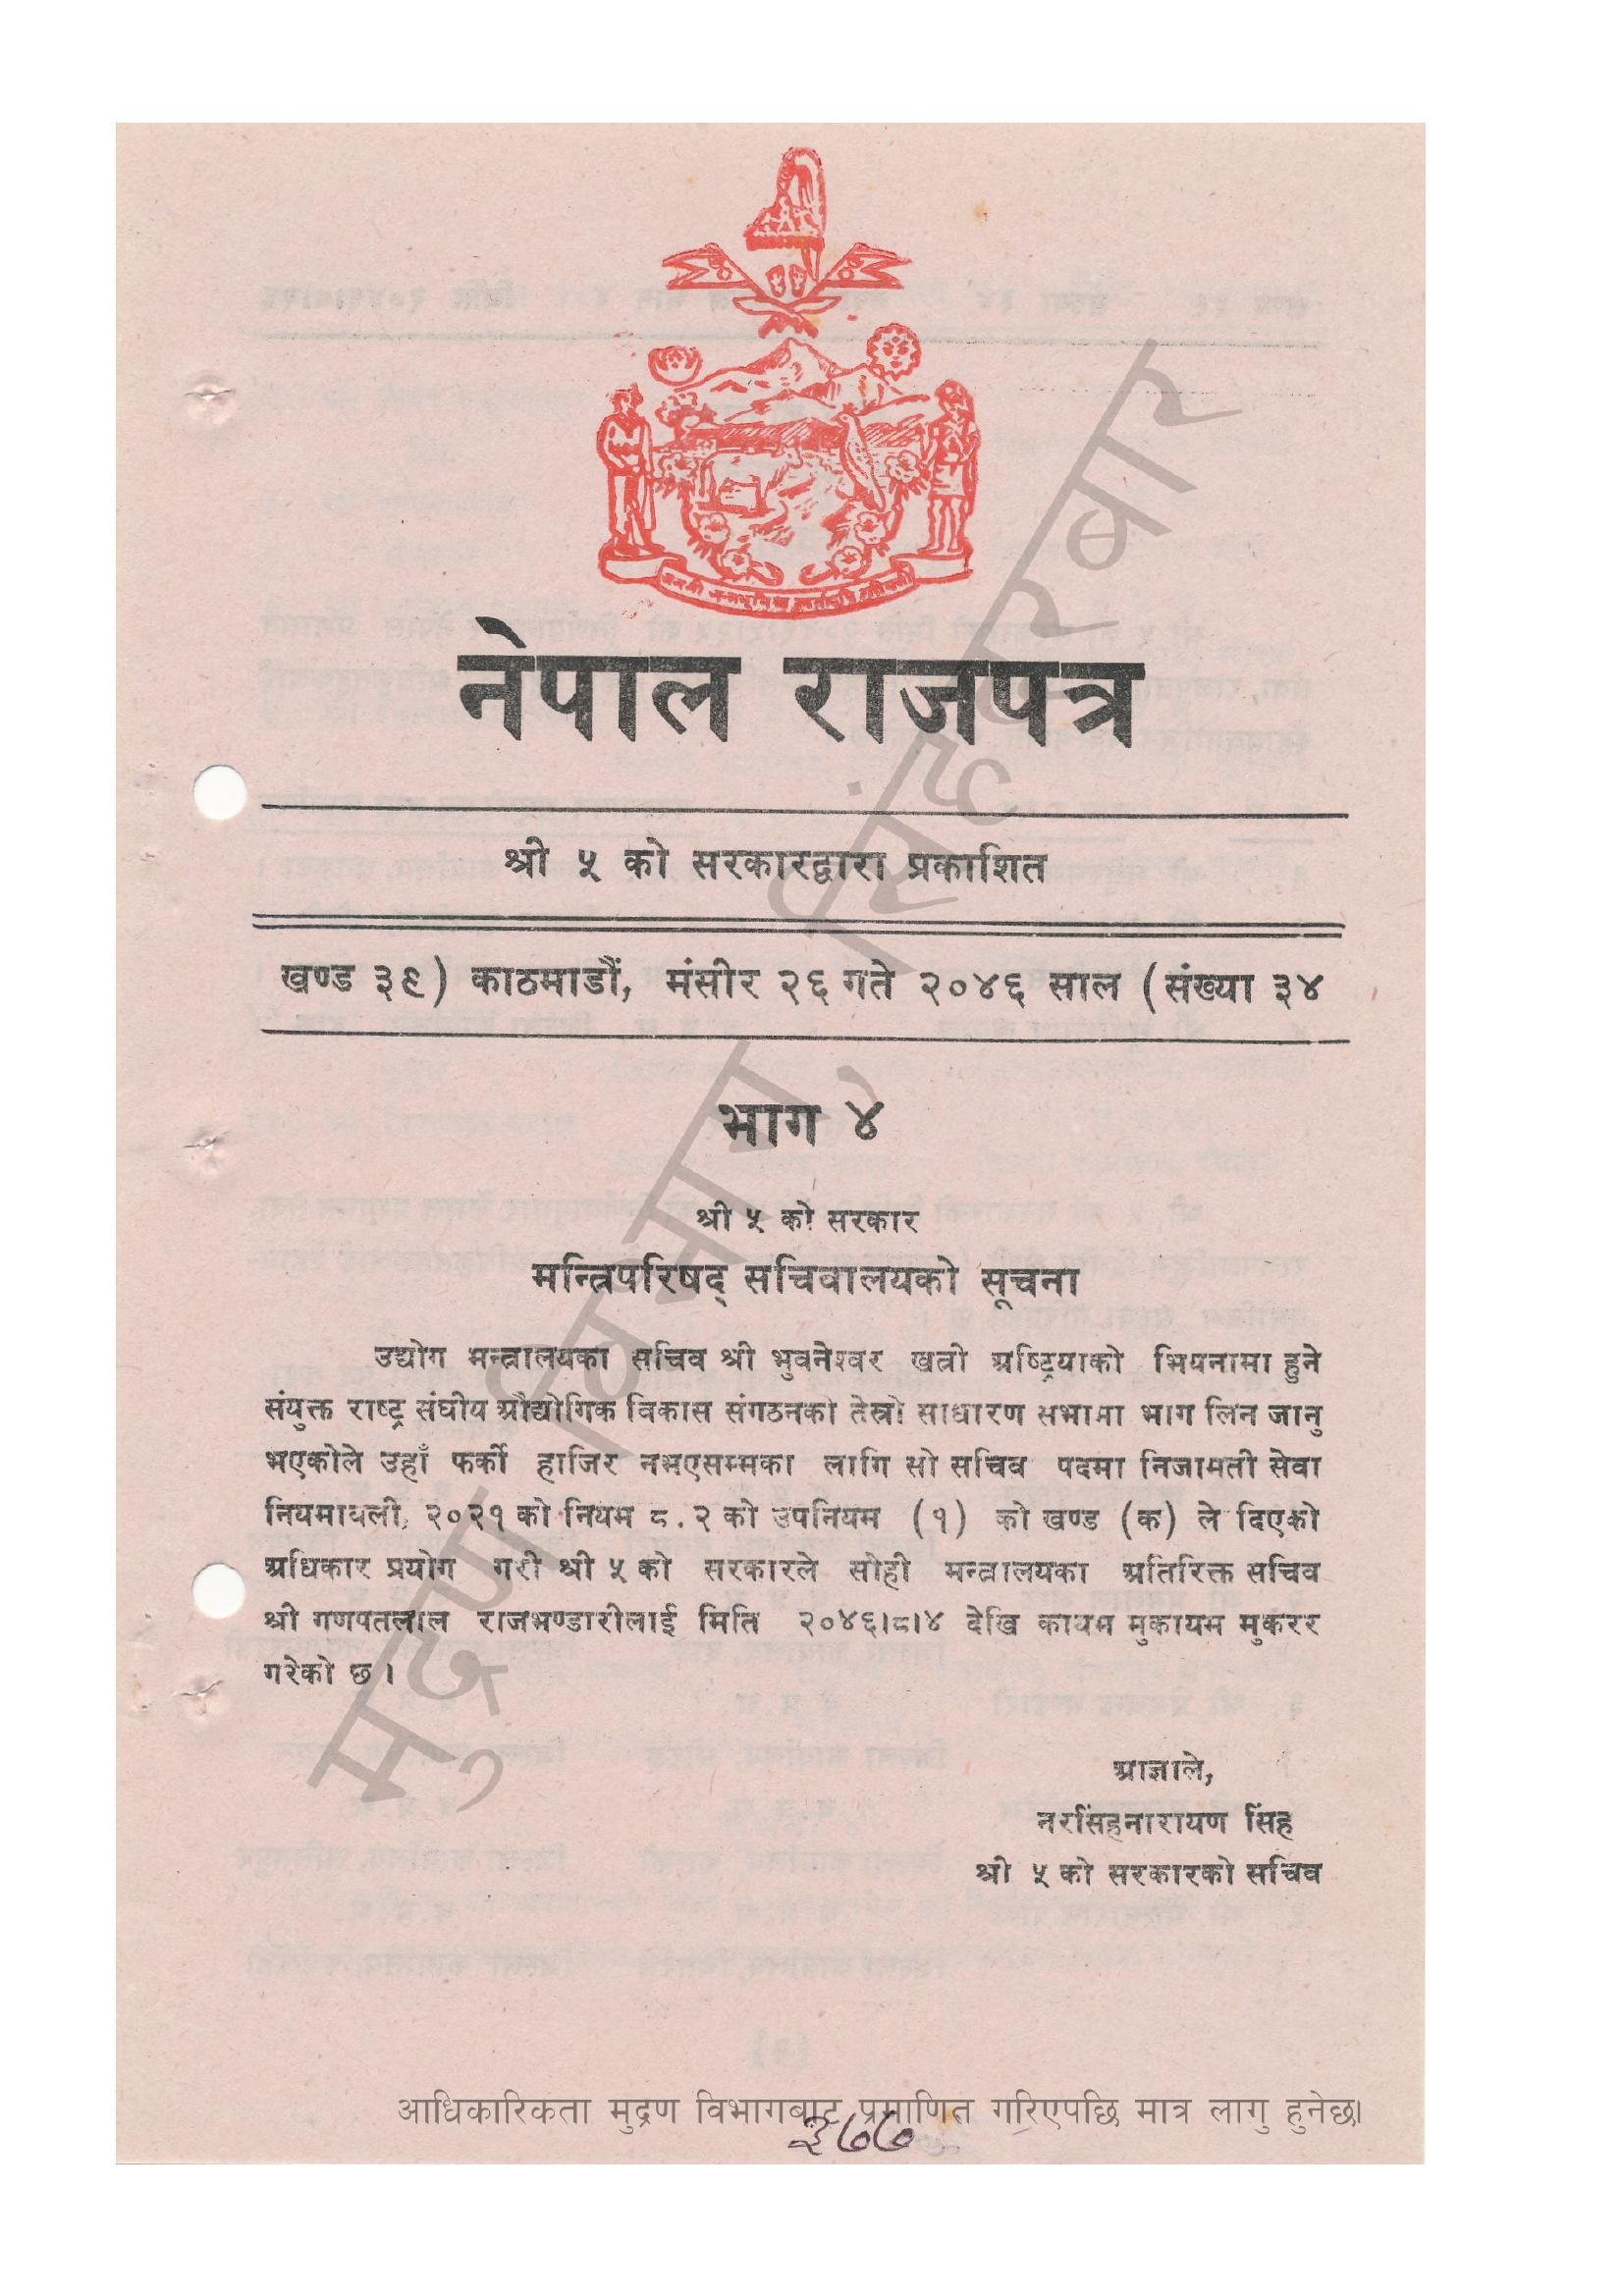 नेपाल राजपत्र
श्री ५ को सरकारद्वारा प्रकाशित
खण्ड ३९) काठमाडौं, मंसीर २६ गते २०४६ साल (संख्या ३४
भाग ४
श्री ५ को सरकार
मन्त्रिपरिषद् सचिवालयको सूचना
उद्योग मन्त्रालयका सचिव श्री भुवनेश्वर खत्री अष्ट्रियाको भियनामा हुने
संयुक्त राष्ट्र संघीय औद्योगिक विकास संगठनको तेस्रो साधारण सभामा भाग लिन जानु
भएकोले उहाँ फर्की हाजिर नभएसम्मका लागि सो सचिव पदमा निजामती सेवा
नियमावली, २०२१ को नियम ८.२ को उपनियम (१) को खण्ड (क) ले दिएको
अधिकार प्रयोग गरी श्री ५ को सरकारले सोही मन्त्रालयका अतिरिक्त सचिव
श्री गणपतलाल राजभण्डारीलाई मिति २०४६।८।४ देखि कायम मुकायम मुकरर
गरेको छ ।
आज्ञाले,
नरसिंहनारायण सिंह
श्री ५ को सरकारको सचिव
मुद्रण विभाग, सिंहदरबार
आधिकारिकता मुद्रण विभागबाट प्रमाणित गरिएपछि मात्र लागु हुनेछ।
३७७